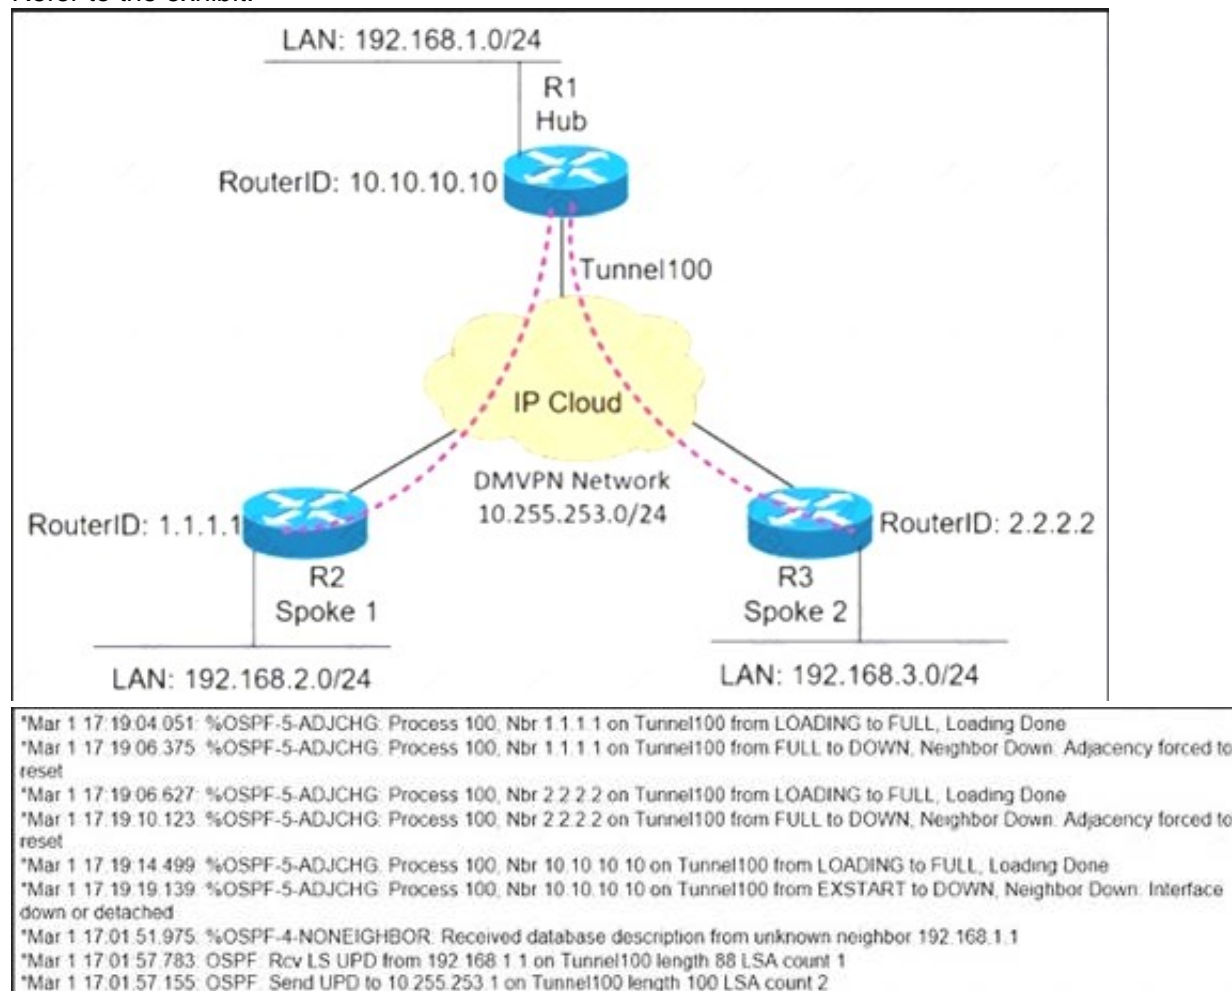 Refer to the exhibit.
LAN: 192.168.1.0/24
R1
Hub
RouterID: 10.10.10.10
Tunnel100
IP Cloud
DMVPN Network
10.255.253.0/24
RouterID: 1.1.1.1
RouterID: 2.2.2.2
R2
Spoke 1
R3
Spoke 2
LAN: 192.168.2.0/24
LAN: 192.168.3.0/24
*Mar 1 17:19:04.051: %OSPF-5-ADJCHG: Process 100, Nbr 1.1.1.1 on Tunnel100 from LOADING to FULL, Loading Done
*Mar 1 17:19:06.375: %OSPF-5-ADJCHG: Process 100, Nbr 1.1.1.1 on Tunnel100 from FULL to DOWN, Neighbor Down: Adjacency forced to
reset
*Mar 1 17:19:06.627: %OSPF-5-ADJCHG: Process 100, Nbr 2.2.2.2 on Tunnel100 from LOADING to FULL, Loading Done
*Mar 1 17:19:10.123: %OSPF-5-ADJCHG: Process 100, Nbr 2.2.2.2 on Tunnel100 from FULL to DOWN, Neighbor Down: Adjacency forced to
reset
*Mar 1 17:19:14.499: %OSPF-5-ADJCHG: Process 100, Nbr 10.10.10.10 on Tunnel100 from LOADING to FULL, Loading Done
*Mar 1 17:19:19.139: %OSPF-5-ADJCHG: Process 100, Nbr 10.10.10.10 on Tunnel100 from EXSTART to DOWN, Neighbor Down: Interface
down or detached
*Mar 1 17:01:51.975: %OSPF-4-NONEIGHBOR: Received database description from unknown neighbor 192.168.1.1
*Mar 1 17:01:57.783: OSPF: Rcv LS UPD from 192.168.1.1 on Tunnel100 length 88 LSA count 1
*Mar 1 17:01:57.155: OSPF: Send UPD to 10.255.253.1 on Tunnel100 length 100 LSA count 2